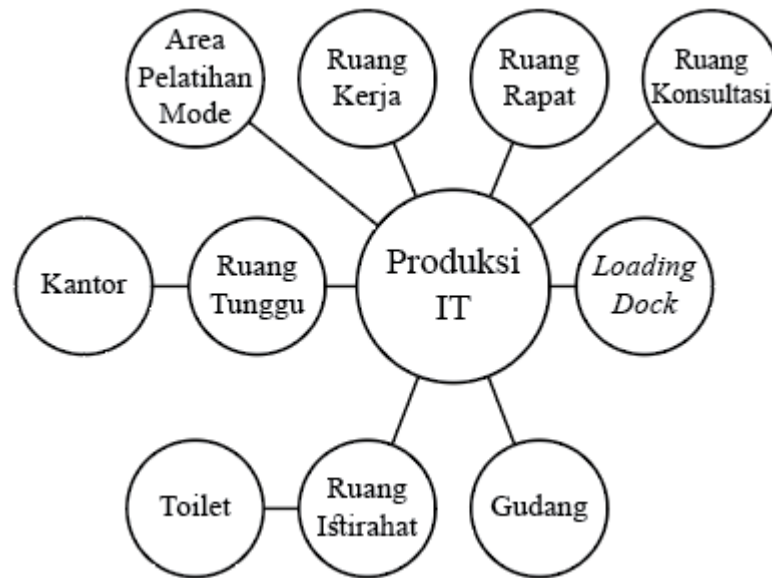 Area
Pelatihan
Mode
Ruang
Kerja
Ruang
Rapat
Ruang
Konsultasi
Kantor
Ruang
Tunggu
Produksi
IT
Loading
Dock
Toilet
Ruang
Istirahat
Gudang